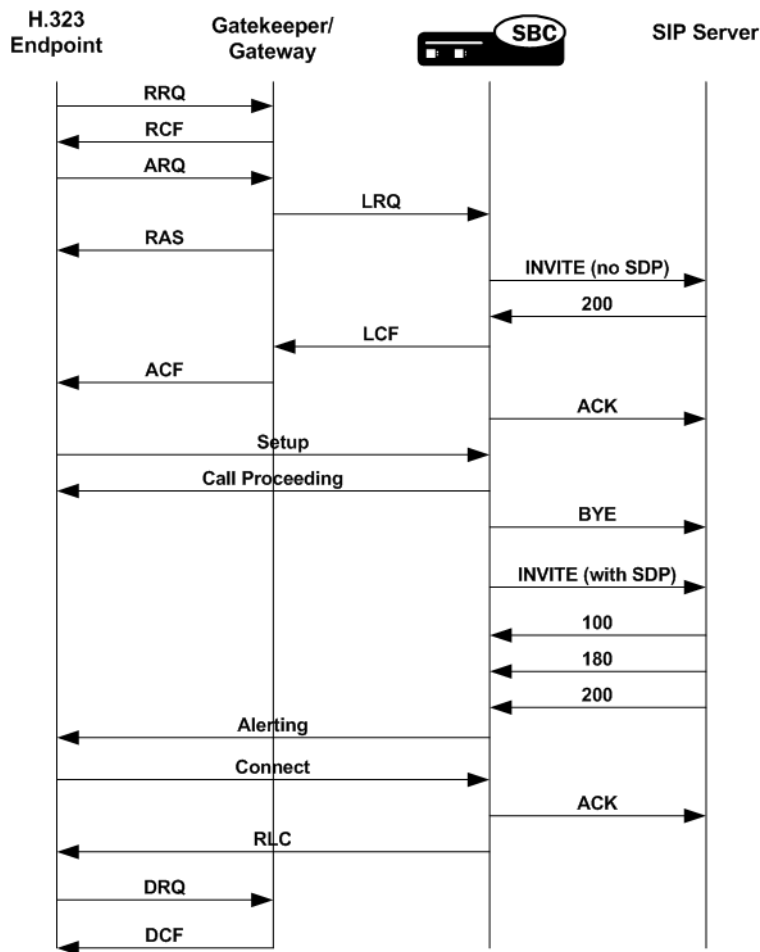 H.323
Endpoint
Gatekeeper/
Gateway
SBC
SIP Server
RRQ
RCF
ARQ
LRQ
RAS
INVITE (no SDP)
200
LCF
ACF
ACK
Setup
Call Proceeding
BYE
INVITE (with SDP)
100
180
200
Alerting
Connect
ACK
RLC
DRQ
DCF